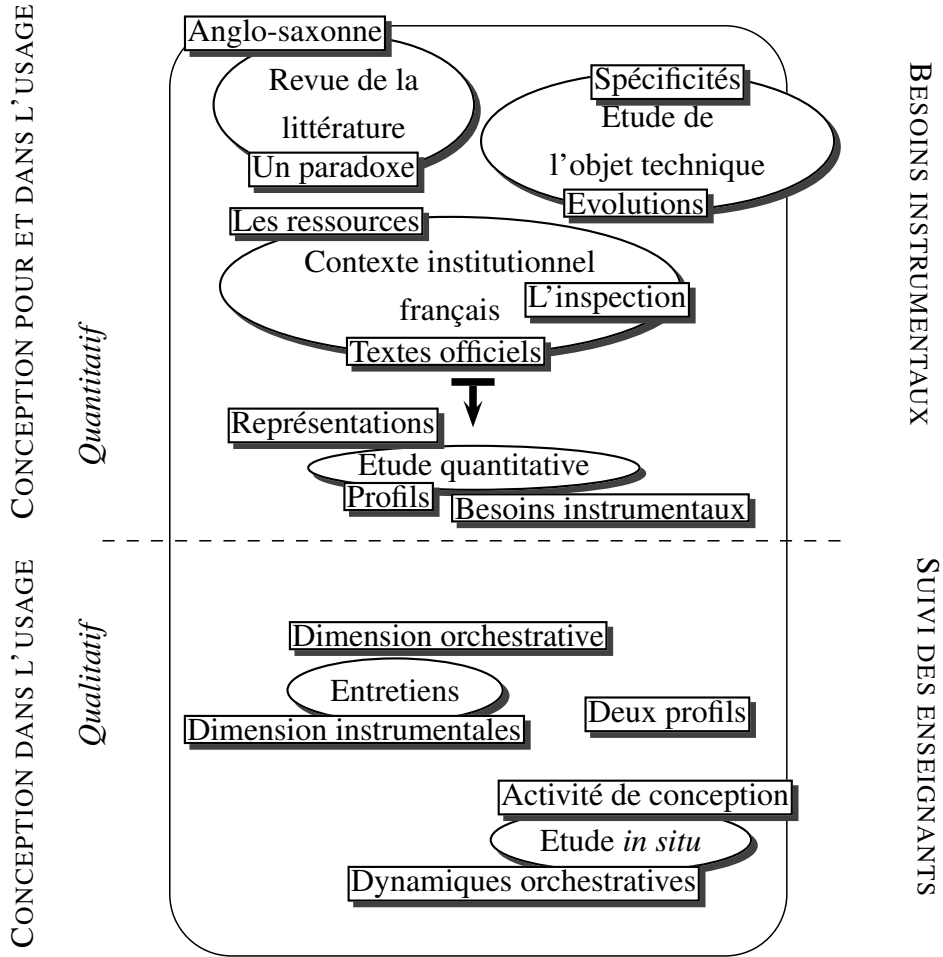 CONCEPTION POUR ET DANS L'USAGE
Quantitatif
Anglo-saxonne
Revue de la
littérature
Un paradoxe
Spécificités
Etude de
l'objet technique
Evolutions
Les ressources
Contexte institutionnel
français
L'inspection
Textes officiels
Représentations
Etude quantitative
Profils
Besoins instrumentaux
BESOINS INSTRUMENTAUX
CONCEPTION DANS L'USAGE
Qualitatif
Dimension orchestrative
Entretiens
Dimension instrumentales
Deux profils
Activité de conception
Etude in situ
Dynamiques orchestratives
SUIVI DES ENSEIGNANTS